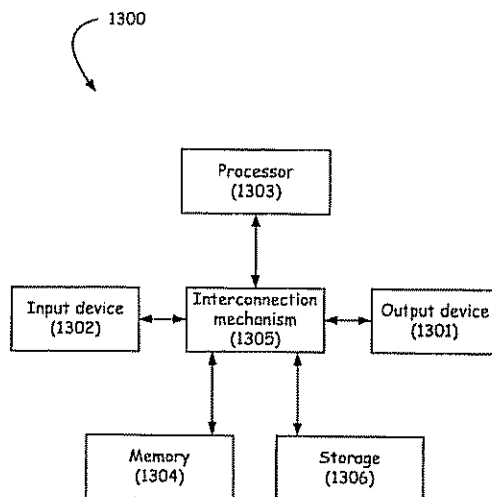 1300
Processor
(1303)
Input device
(1302)
Interconnection
mechanism
(1305)
Output device
(1301)
Memory
(1304)
Storage
(1306)